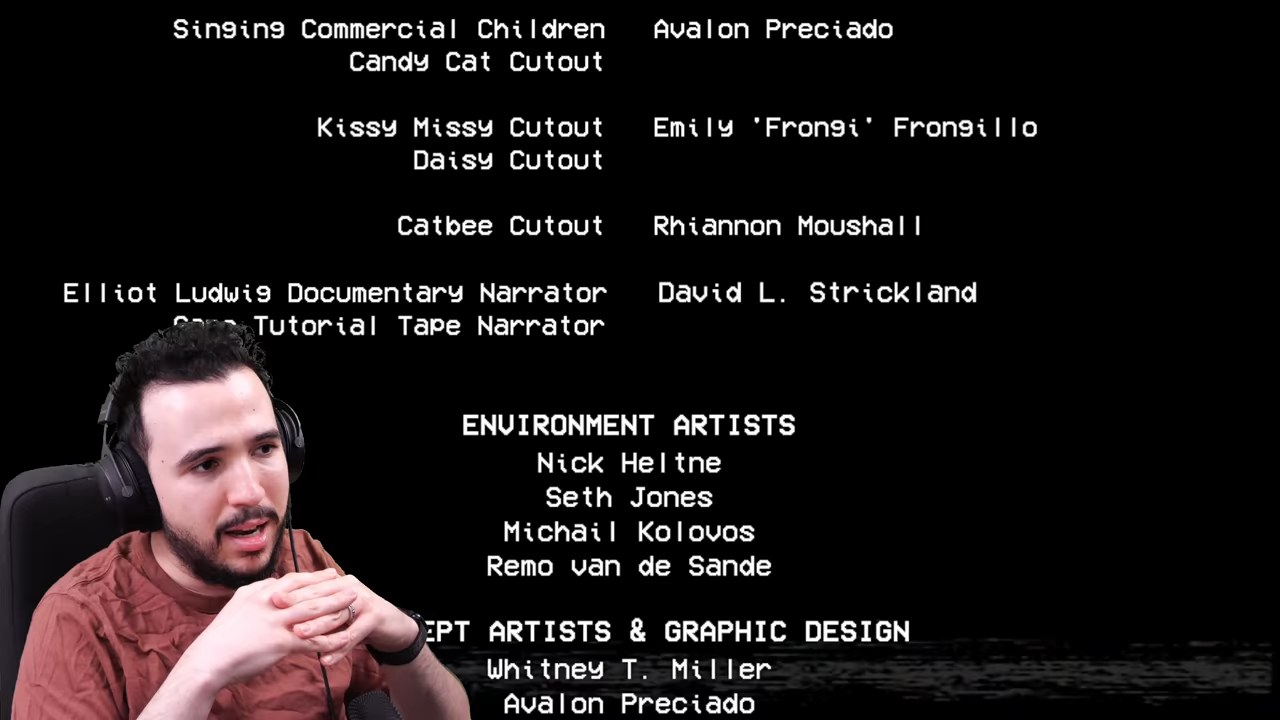 Singing Commercial Children Avalon Preciado
Candy Cat Cutout
Kissy Missy Cutout Emily 'Frongi' Frongillo
Daisy Cutout
Catbee Cutout Rhiannon Moushall
Elliot Ludwig Documentary Narrator David L. Strickland
Tutorial Tape Narrator
ENVIRONMENT ARTISTS
Nick Heltne
Seth Jones
Michail Kolovos
Remo van de Sande
ARTISTS & GRAPHIC DESIGN
Whitney T. Miller
Avalon Preciado